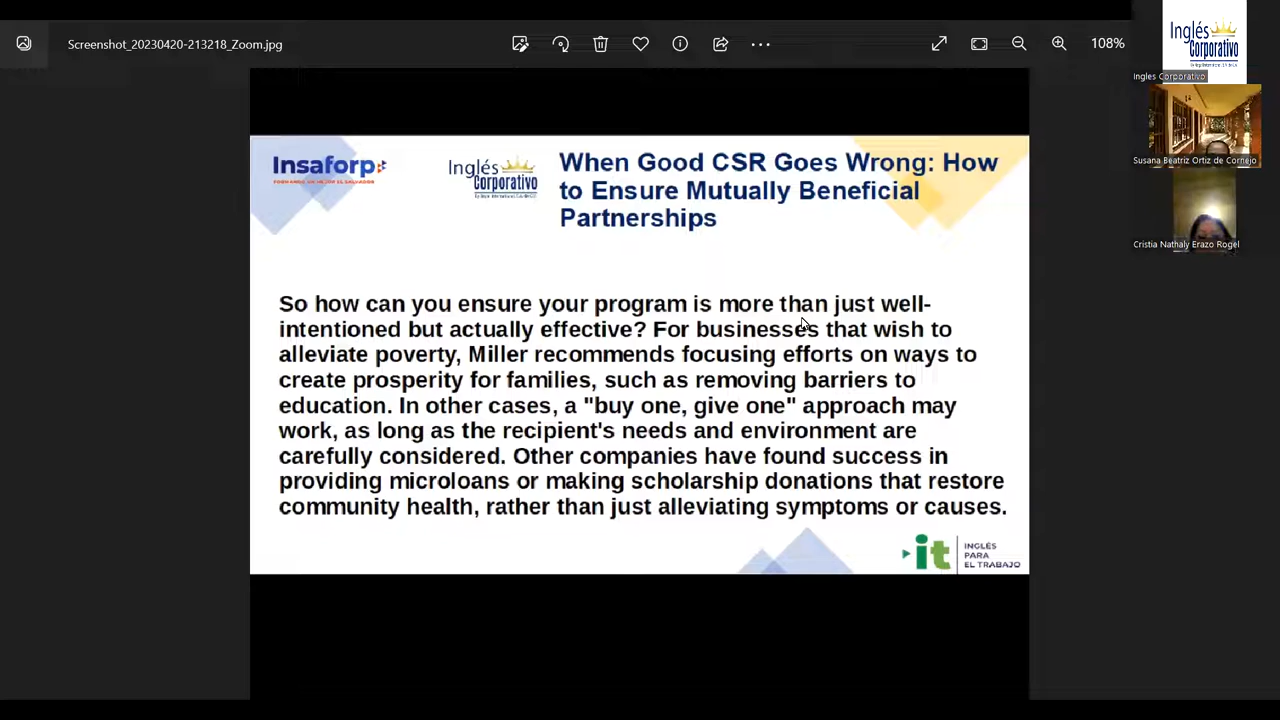 Screenshot_20230420-213218_Zoom.jpg
108%
Inglés
Corporativo
Ingles Corporativo
Susana Beatriz Ortiz de Cornejo
Cristia Nathaly Erazo Rogel
Insaforp
Inglés
Corporativo
When Good CSR Goes Wrong: How
to Ensure Mutually Beneficial
Partnerships
So how can you ensure your program is more than just well-
intentioned but actually effective? For businesses that wish to
alleviate poverty, Miller recommends focusing efforts on ways to
create prosperity for families, such as removing barriers to
education. In other cases, a "buy one, give one" approach may
work, as long as the recipient's needs and environment are
carefully considered. Other companies have found success in
providing microloans or making scholarship donations that restore
community health, rather than just alleviating symptoms or causes.
it
INGLÉS
PARA
EL TRABAJO